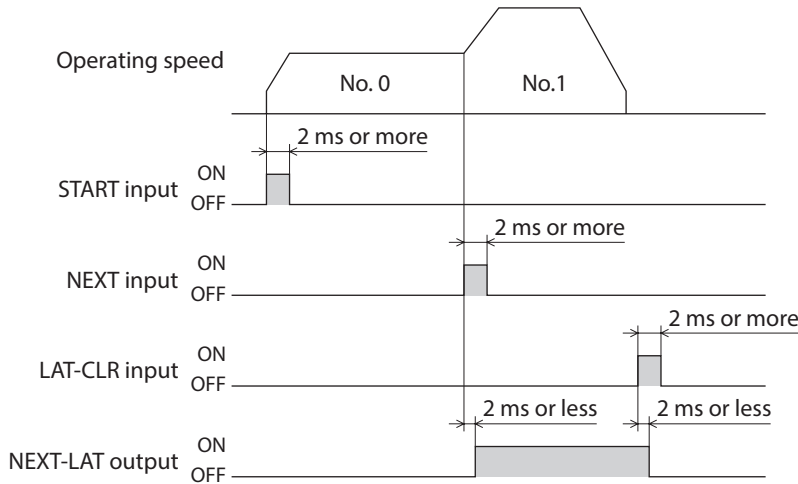 Operating speed
No. 0
No.1
2 ms or more
START input
ON
OFF
2 ms or more
NEXT input
ON
OFF
2 ms or more
LAT-CLR input
ON
OFF
2 ms or less
2 ms or less
NEXT-LAT output
ON
OFF